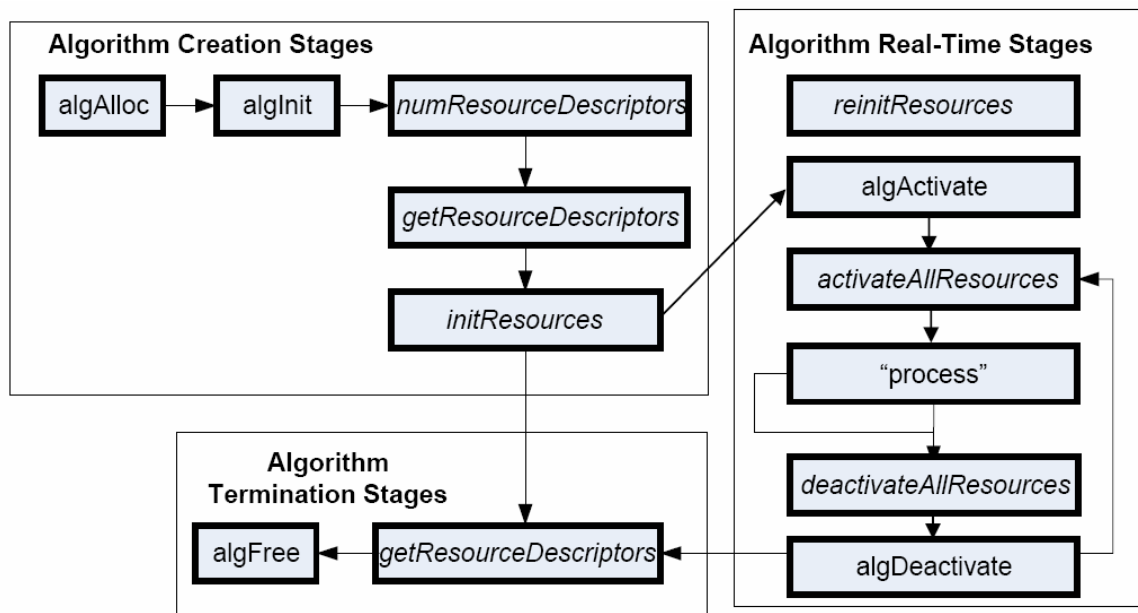 Algorithm Creation Stages
algAlloc
algInit
numResourceDescriptors
getResourceDescriptors
initResources
Algorithm Real-Time Stages
reinitResources
algActivate
activateAllResources
“process”
deactivateAllResources
algDeactivate
Algorithm
Termination Stages
algFree
getResourceDescriptors